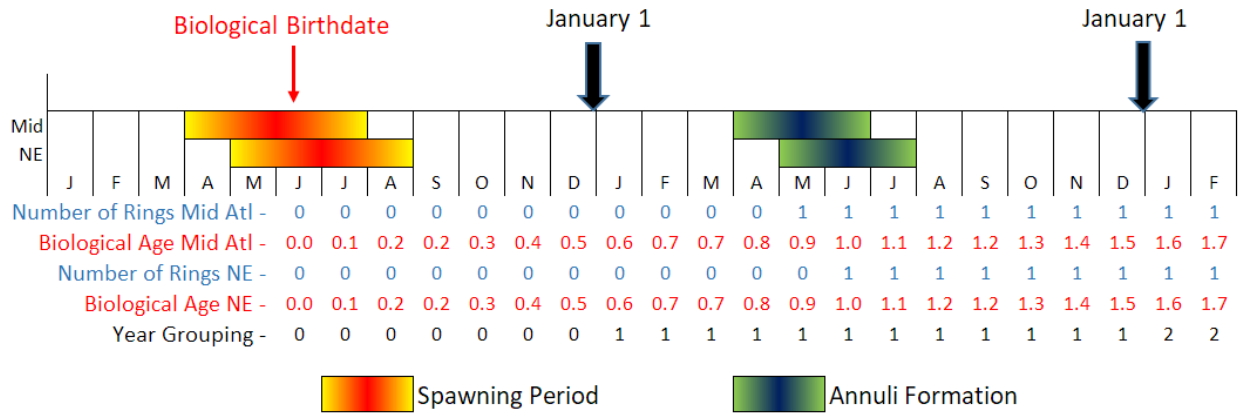 January 1
January 1
Biological Birthdate
Mid
NE
J F M A M J J A S O N D J F M A M J J A S O N D J F
Number of Rings Mid Atl - 0 0 0 0 0 0 0 0 0 0 0 1 1 1 1 1 1 1 1 1 1
Biological Age Mid Atl - 0.0 0.1 0.2 0.2 0.3 0.4 0.5 0.6 0.7 0.7 0.8 0.9 1.0 1.1 1.2 1.2 1.3 1.4 1.5 1.6 1.7
Number of Rings NE - 0 0 0 0 0 0 0 0 0 0 0 0 1 1 1 1 1 1 1 1 1
Biological Age NE - 0.0 0.1 0.2 0.2 0.3 0.4 0.5 0.6 0.7 0.7 0.8 0.9 1.0 1.1 1.2 1.2 1.3 1.4 1.5 1.6 1.7
Year Grouping - 0 0 0 0 0 0 0 1 1 1 1 1 1 1 1 1 1 1 1 2 2
Spawning Period Annuli Formation